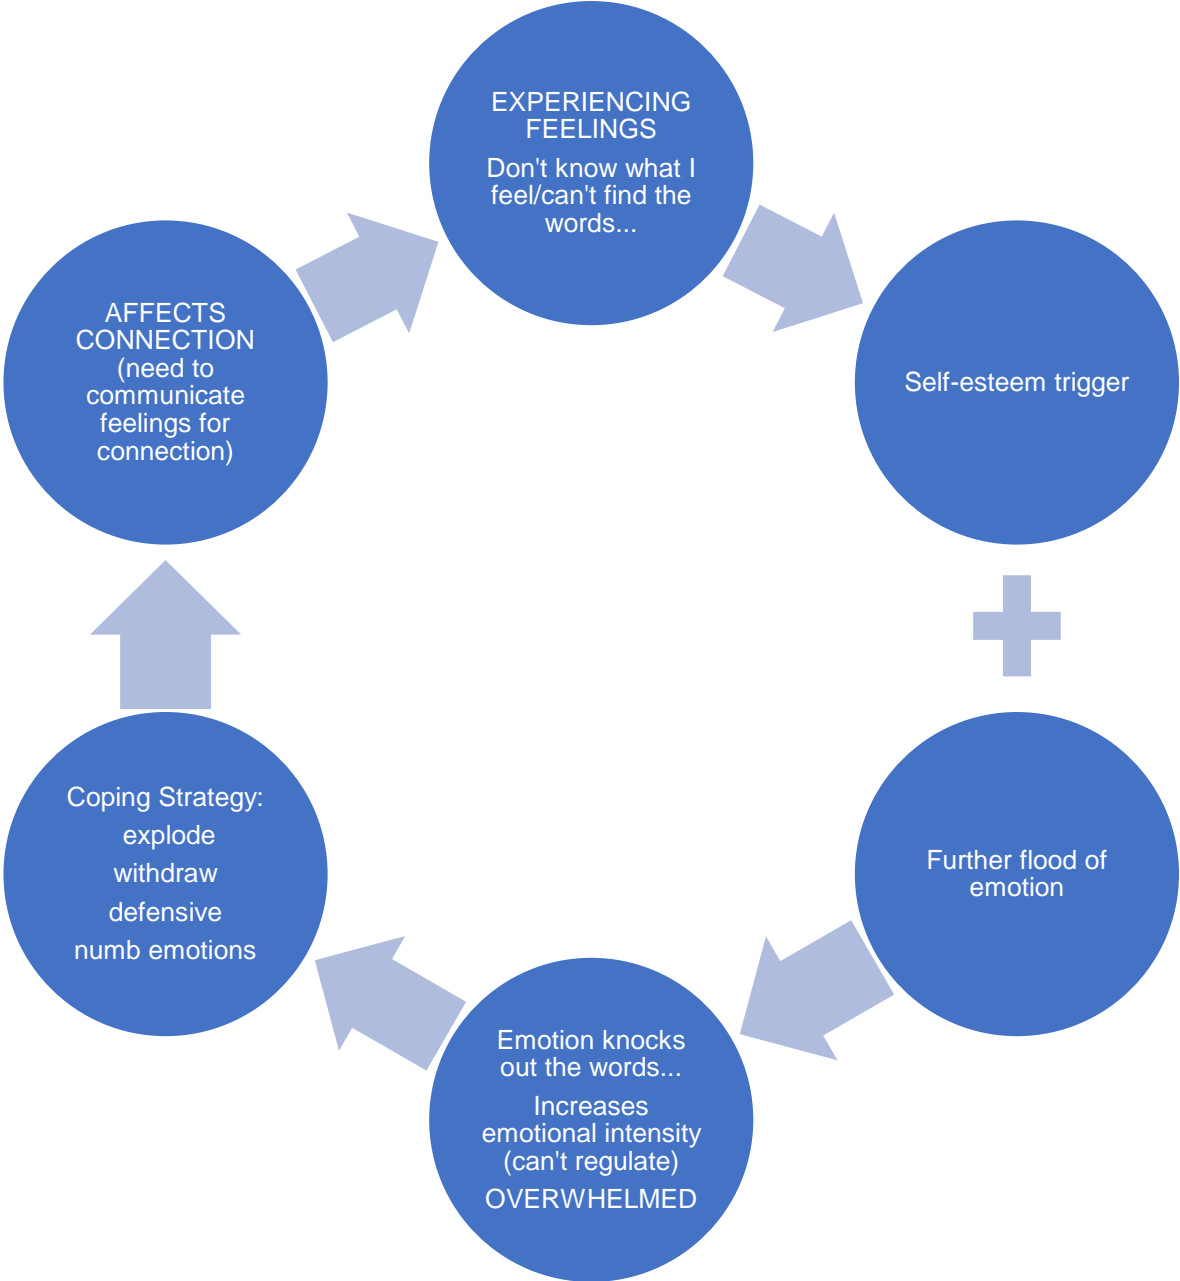 EXPERIENCING
FEELINGS
Don't know what I
feel/can't find the
words...
Self-esteem trigger
Further flood of
emotion
Emotion knocks
out the words...
Increases
emotional intensity
(can't regulate)
OVERWHELMED
Coping Strategy:
explode
withdraw
defensive
numb emotions
AFFECTS
CONNECTION
(need to
communicate
feelings for
connection)